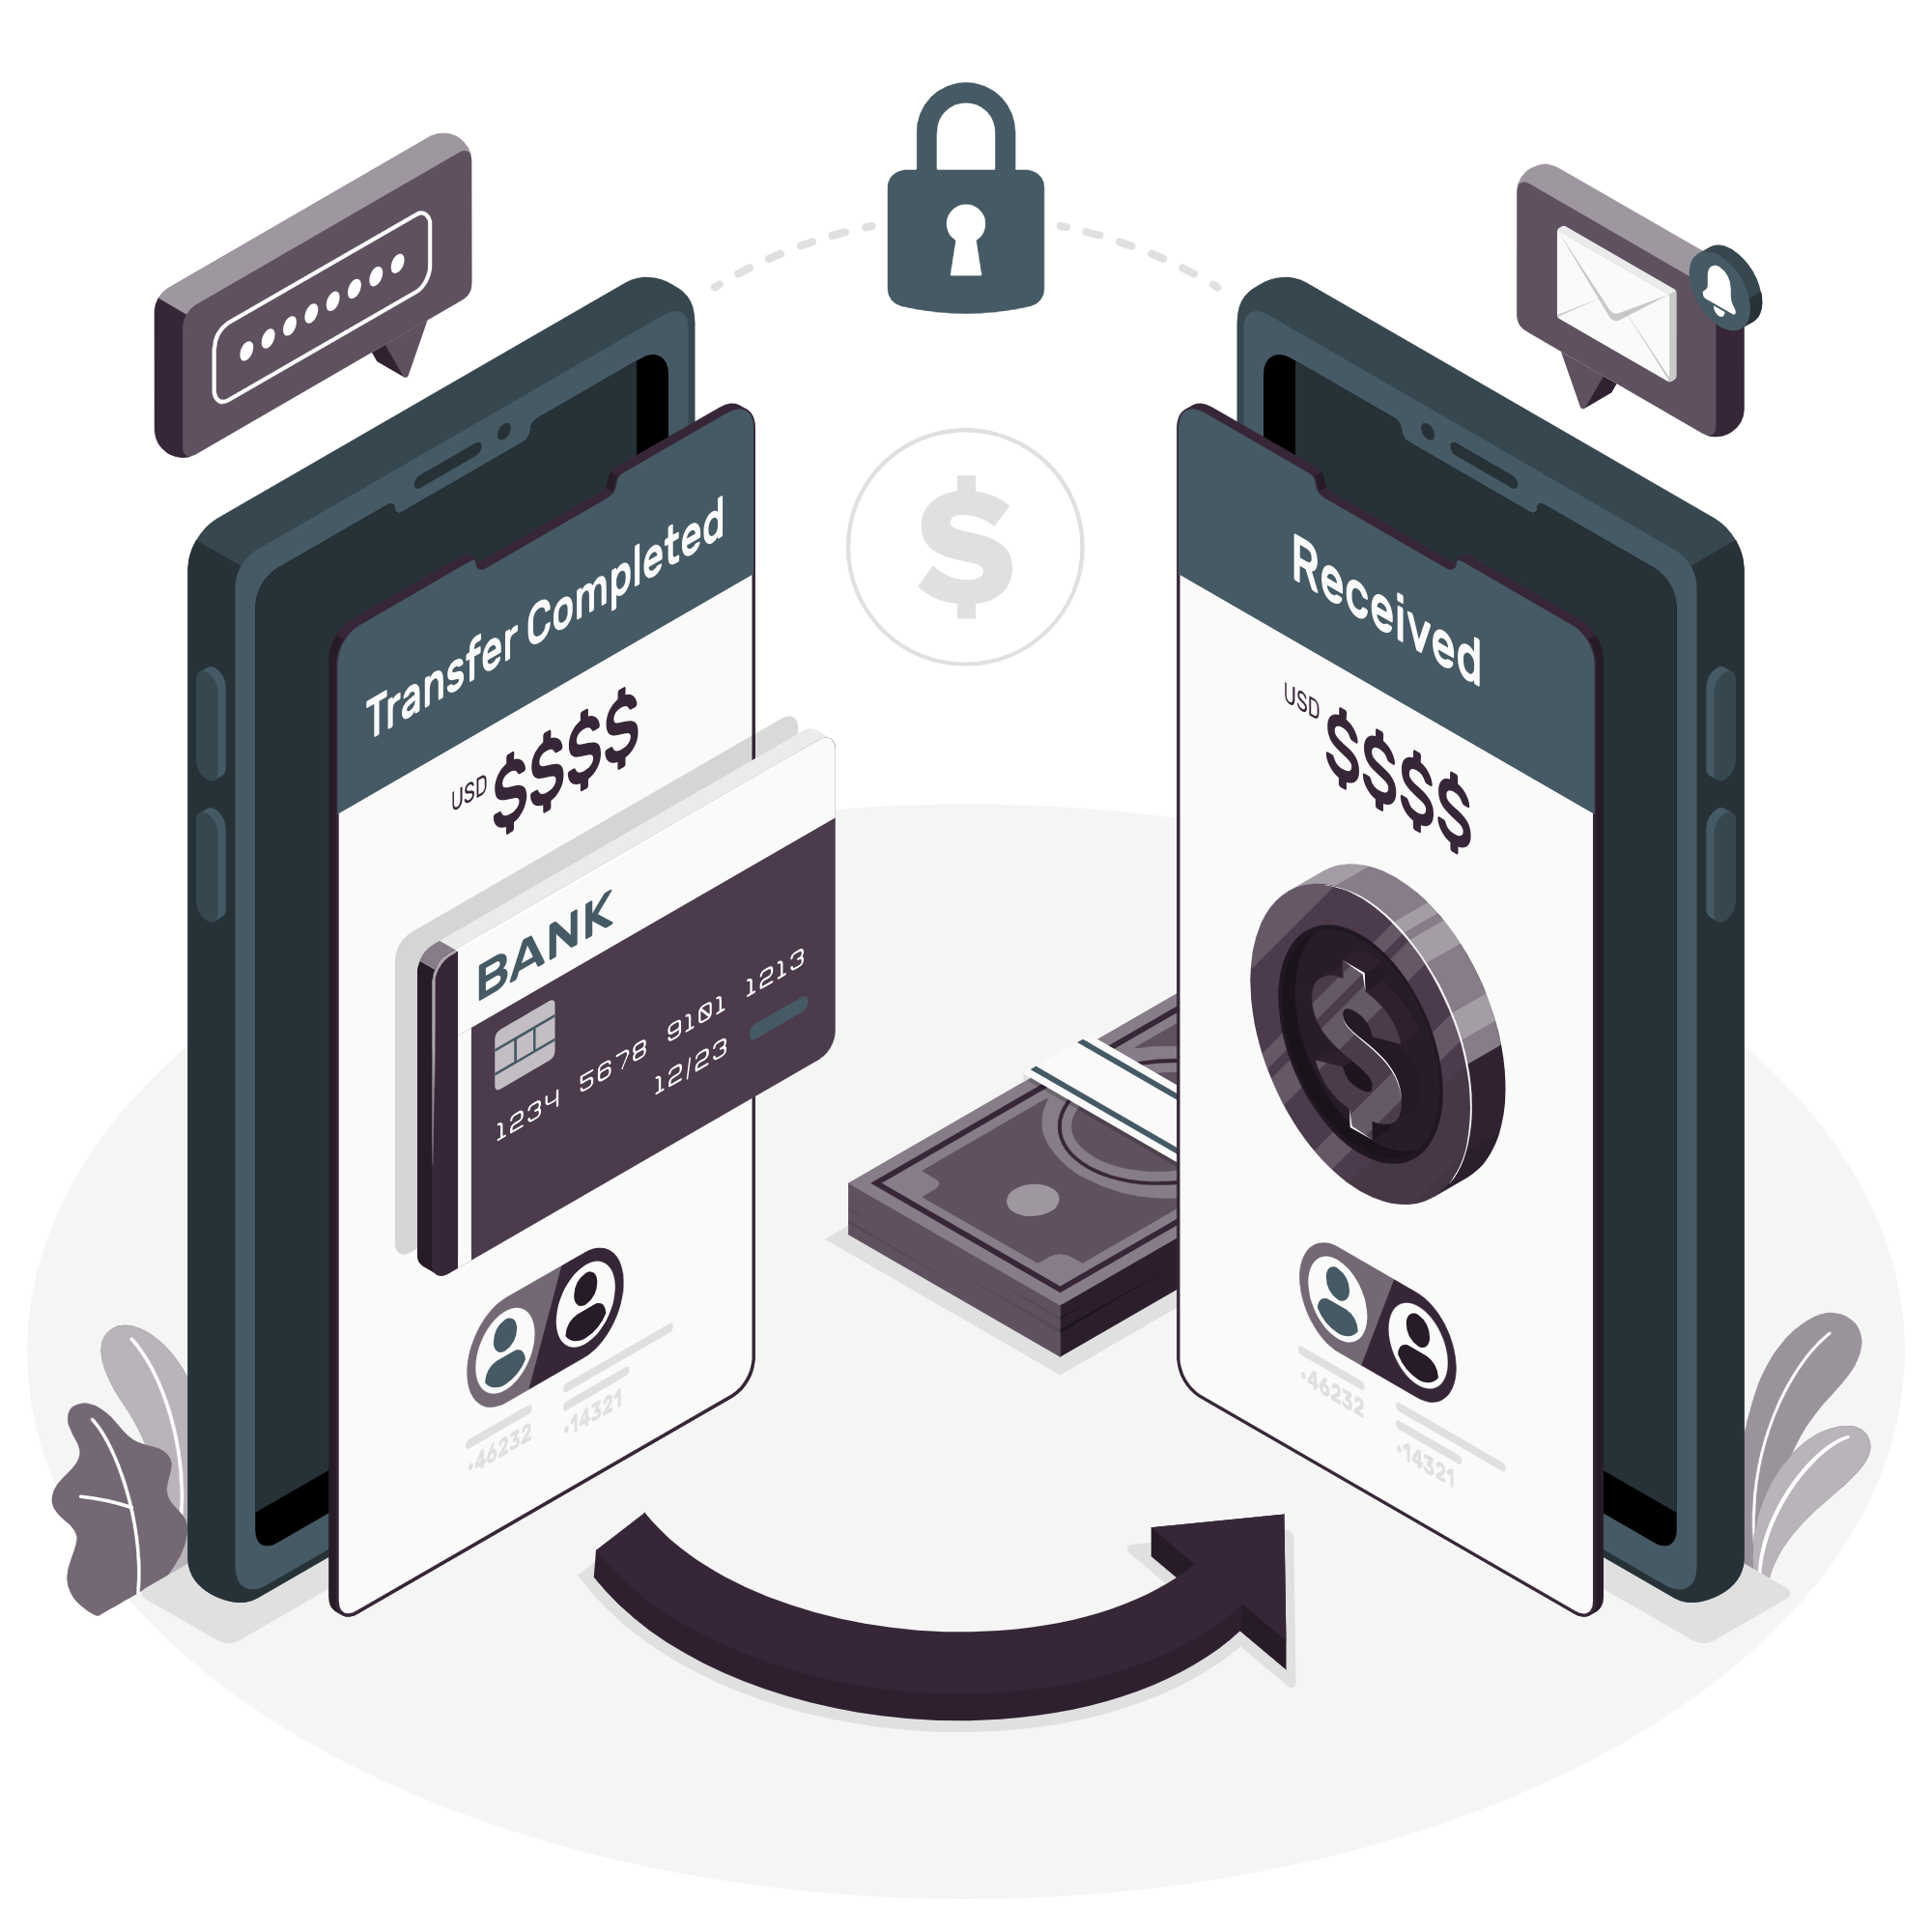 $
Transfer Completed
USD $$$$
BANK
1234 5678 9101 1213
12/23
·46232
·14321
Received
USD $$$$
$
·46232
·14321